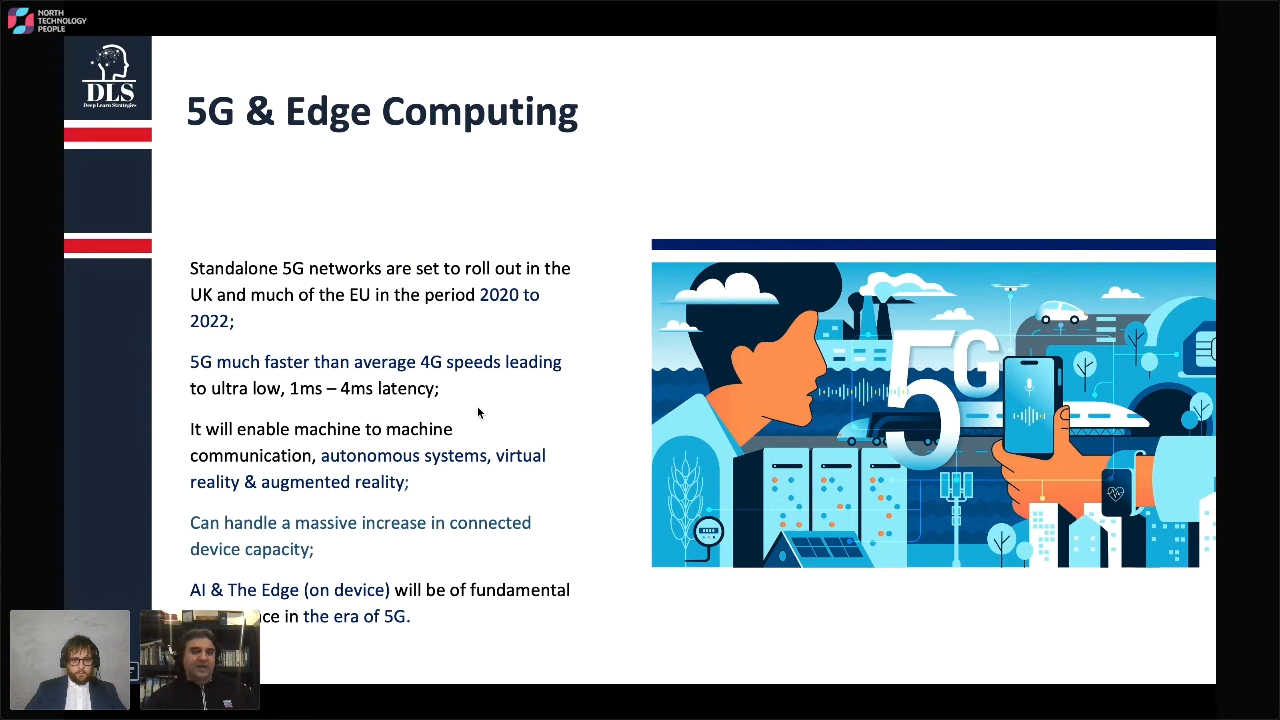 NORTH
TECHNOLOGY
PEOPLE
DLS
Deep Learn Strategies
5G & Edge Computing
Standalone 5G networks are set to roll out in the
UK and much of the EU in the period 2020 to
2022;
5G much faster than average 4G speeds leading
to ultra low, 1ms – 4ms latency;
It will enable machine to machine
communication, autonomous systems, virtual
reality & augmented reality;
Can handle a massive increase in connected
device capacity;
AI & The Edge (on device) will be of fundamental
in the era of 5G.
5G